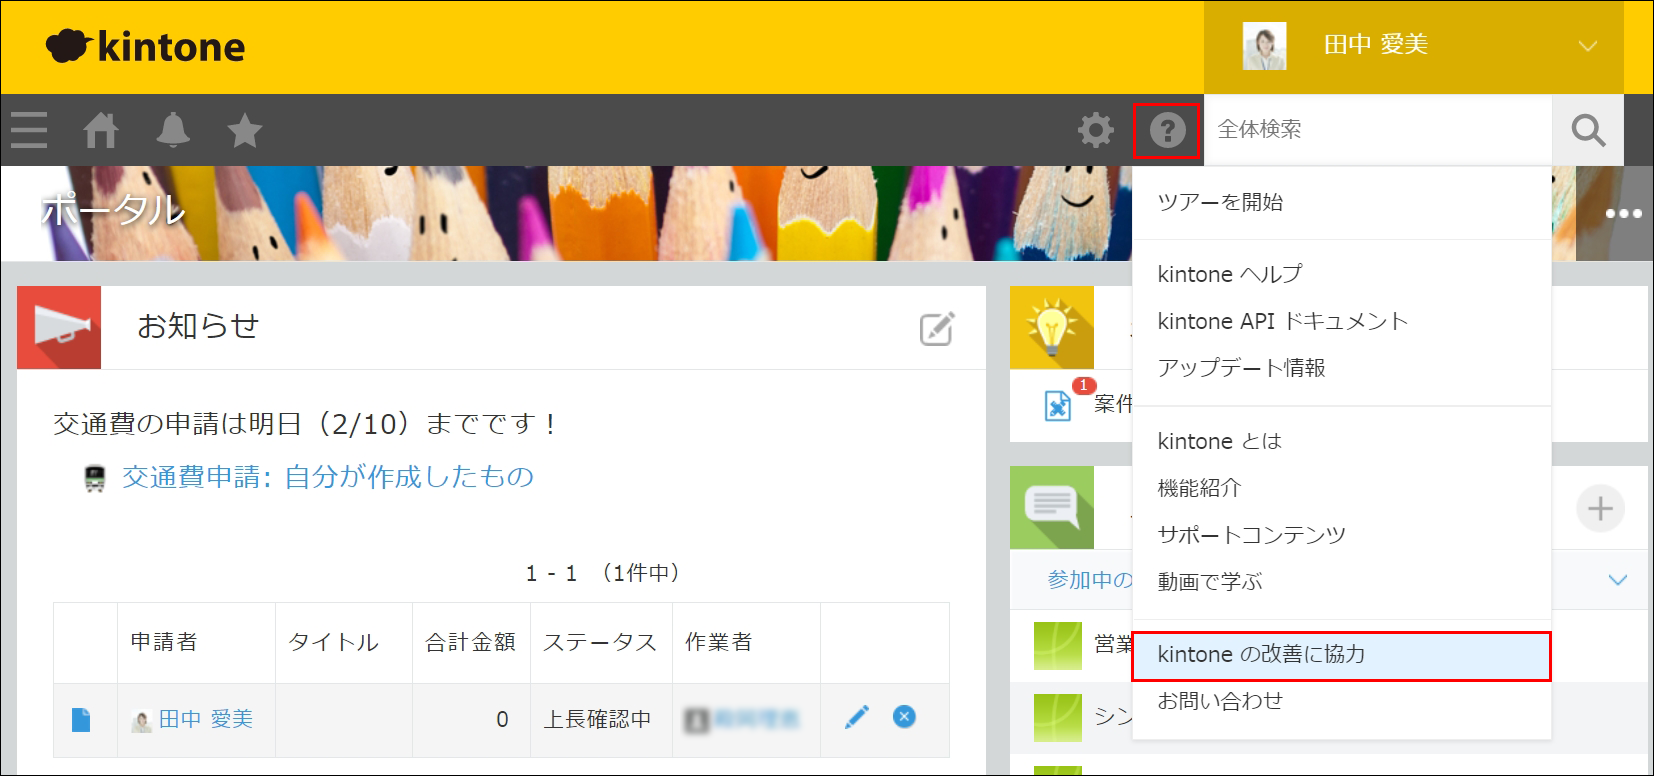 kintone
田中 愛美
?
全体検索
ポータル
ツアーを開始
kintone ヘルプ
kintone API ドキュメント
アップデート情報
kintone とは
機能紹介
サポートコンテンツ
動画で学ぶ
kintone の改善に協力
お問い合わせ
お知らせ
交通費の申請は明日（2/10）までです！
交通費申請: 自分が作成したもの
1 - 1 （1件中）
申請者 タイトル 合計金額 ステータス 作業者
田中 愛美 0 上長確認中
1
案件
参加中の
営業
シン